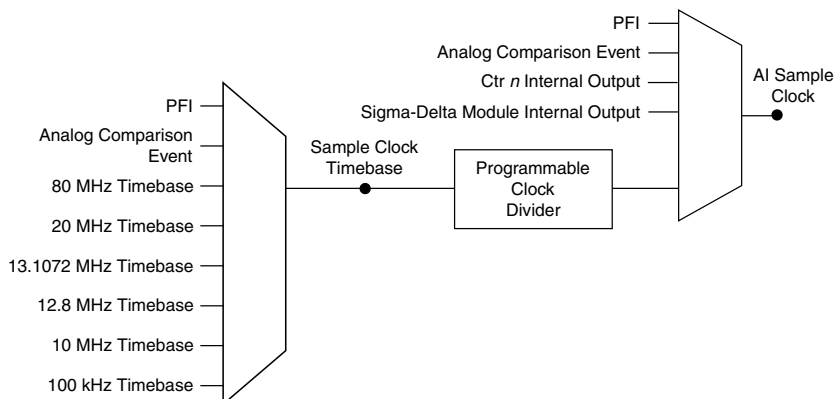 PFI
Analog Comparison Event
Ctr n Internal Output
Sigma-Delta Module Internal Output
AI Sample
Clock
PFI
Analog Comparison
Event
80 MHz Timebase
20 MHz Timebase
13.1072 MHz Timebase
12.8 MHz Timebase
10 MHz Timebase
100 kHz Timebase
Sample Clock
Timebase
Programmable
Clock
Divider